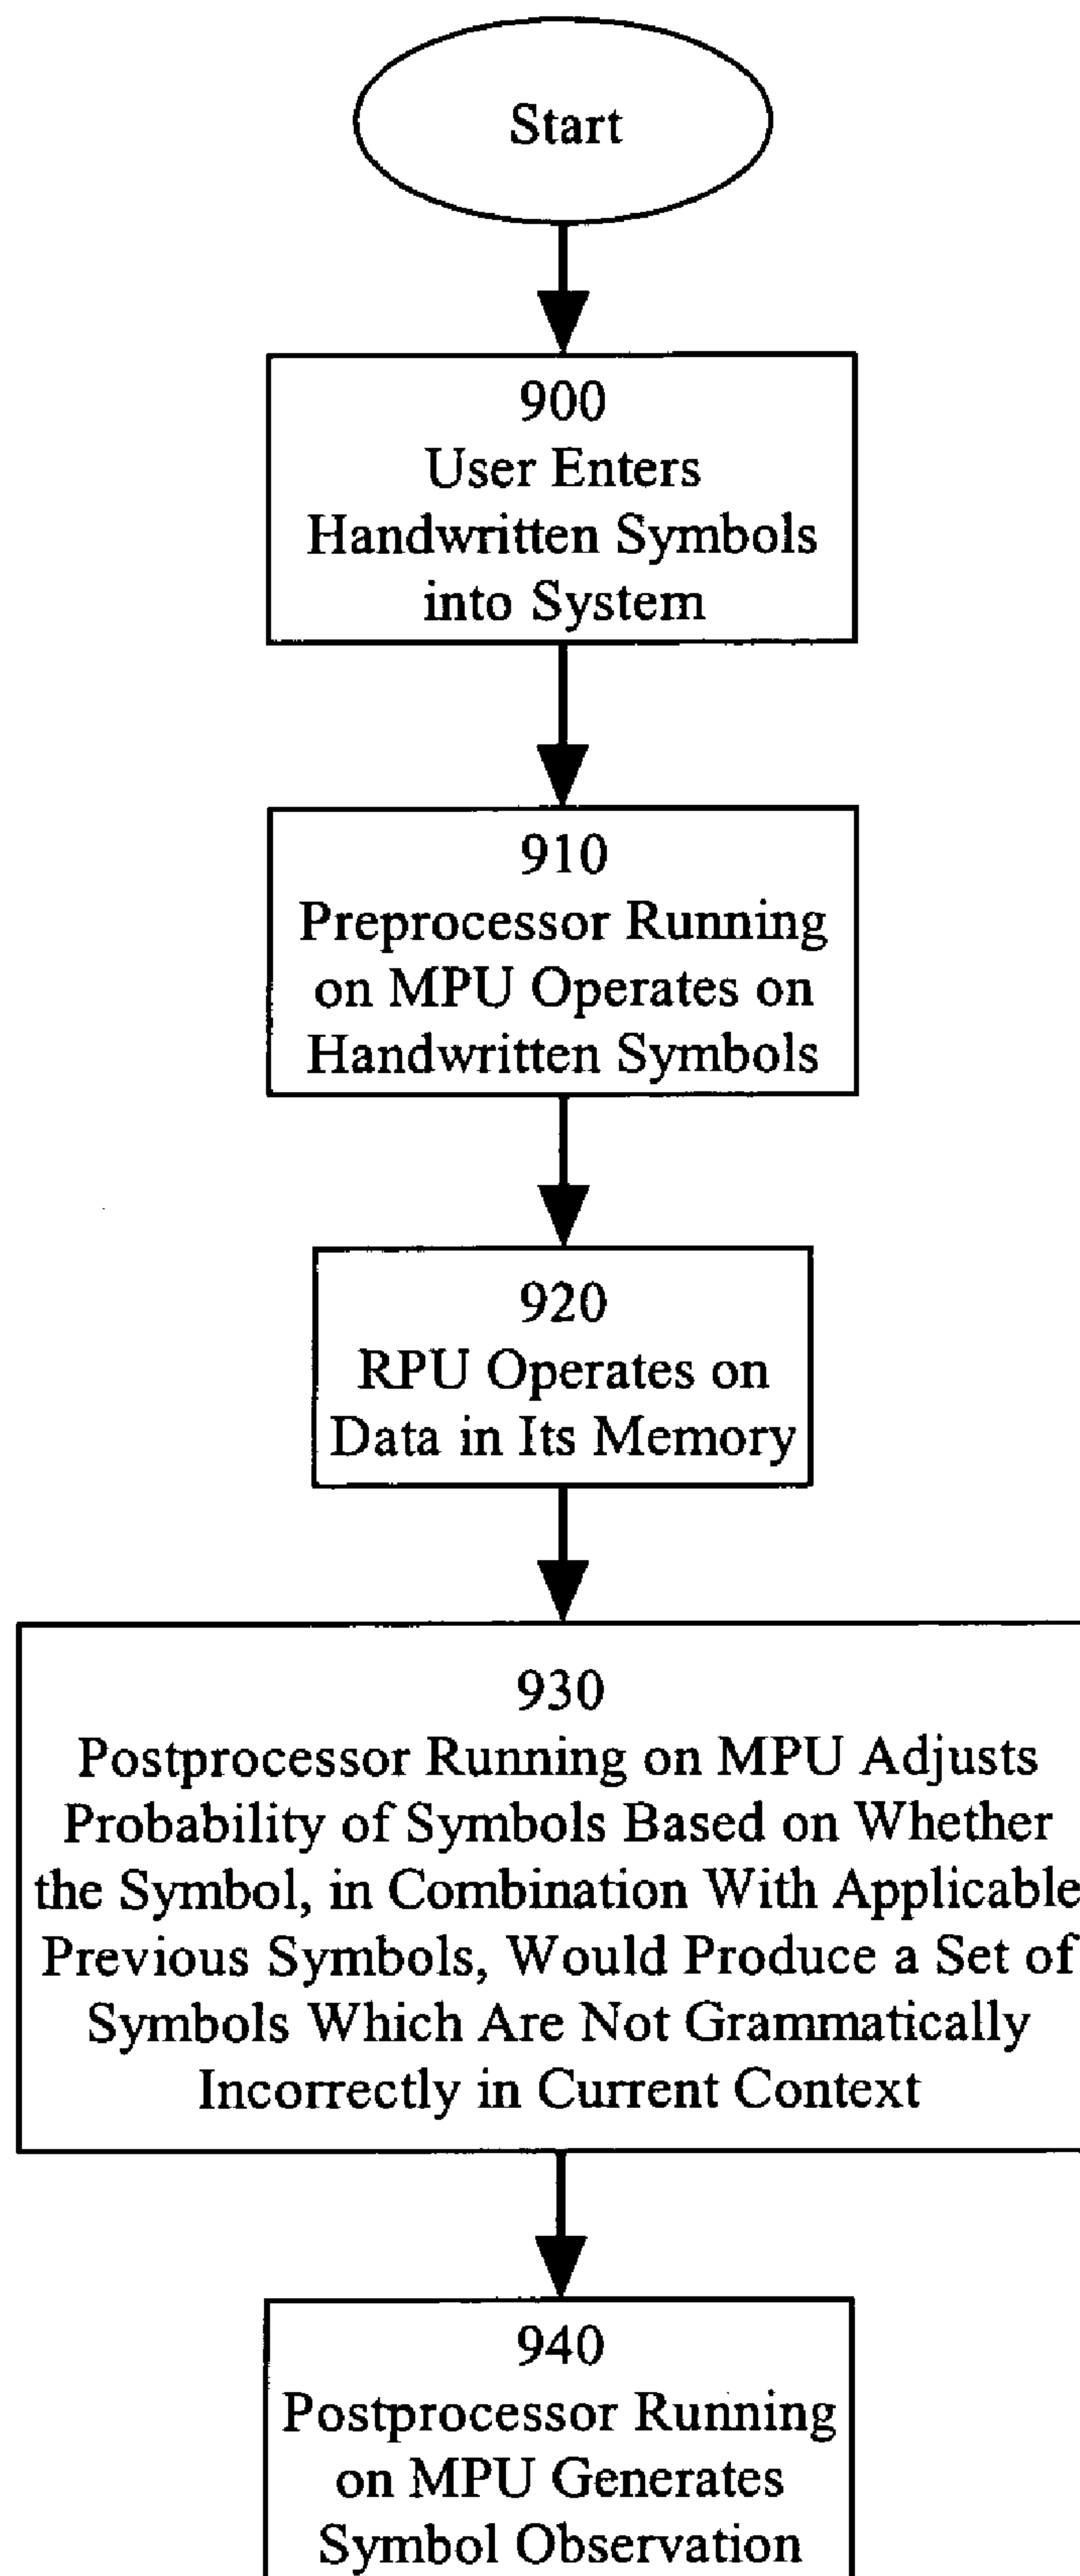 Start
900
User Enters
Handwritten Symbols
into System
910
Preprocessor Running
on MPU Operates on
Handwritten Symbols
920
RPU Operates on
Data in Its Memory
930
Postprocessor Running on MPU Adjusts
Probability of Symbols Based on Whether
the Symbol, in Combination With Applicable
Previous Symbols, Would Produce a Set of
Symbols Which Are Not Grammatically
Incorrectly in Current Context
940
Postprocessor Running
on MPU Generates
Symbol Observation